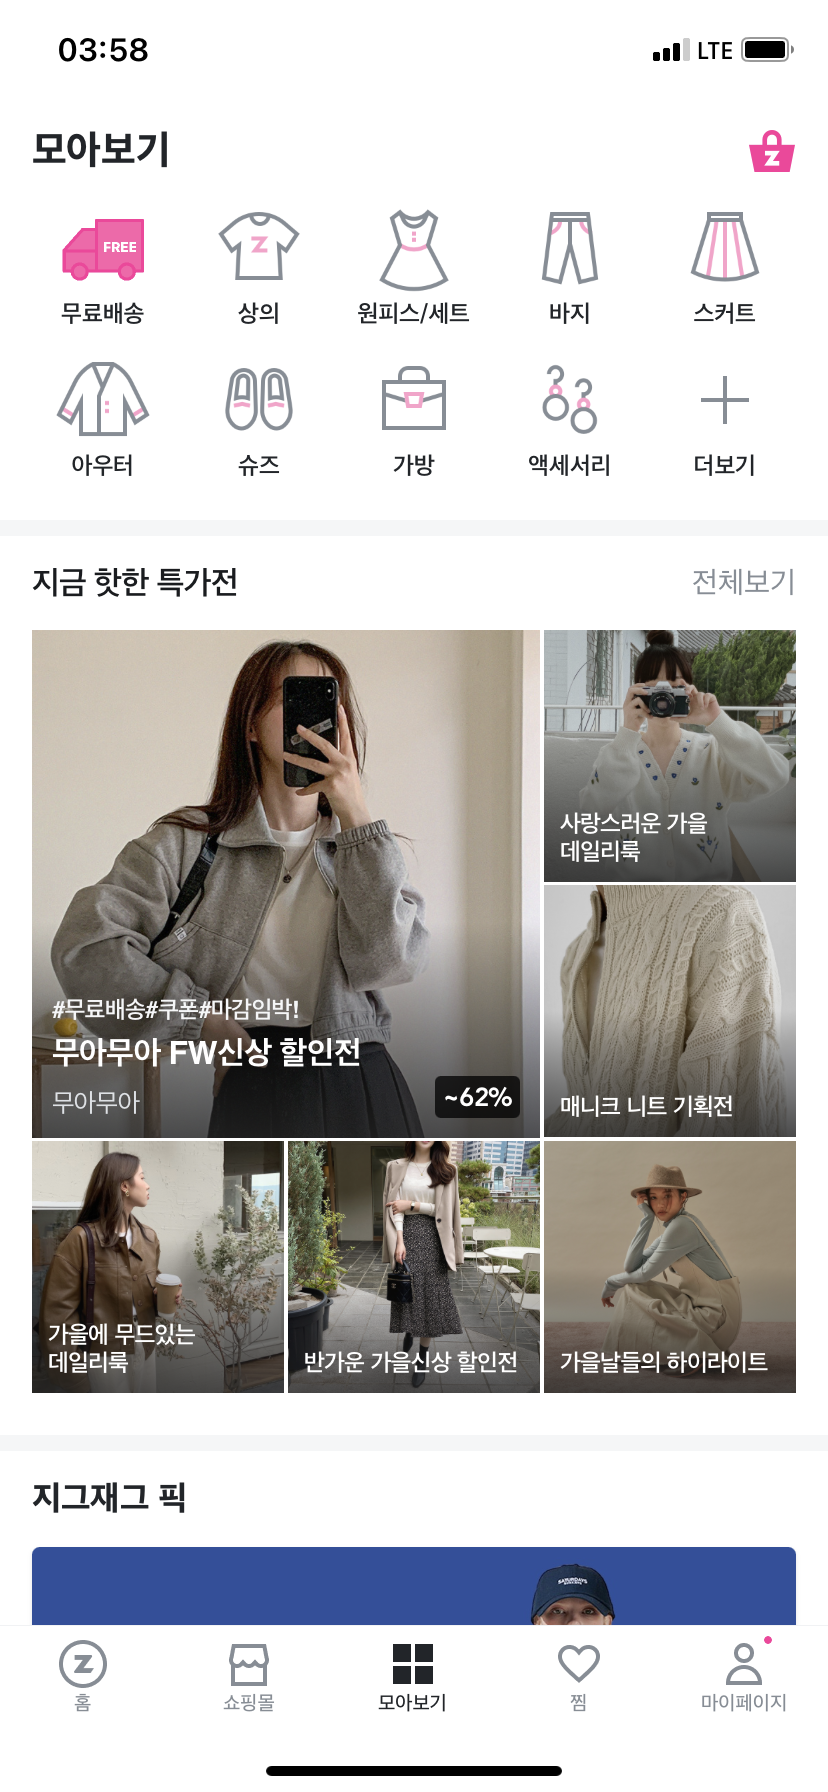 03:58
LTE
모아보기
Z
FREE
Z
무료배송
상의
원피스/세트
바지
스커트
아우터
슈즈
가방
액세서리
더보기
지금 핫한 특가전
전체보기
#무료배송#쿠폰#마감임박!
무아무아 FW신상 할인전
무아무아
~62%
사랑스러운 가을
데일리룩
매니크 니트 기획전
가을에 무드있는
데일리룩
반가운 가을신상 할인전
가을날들의 하이라이트
지그재그 픽
SATURDAYS
Z
홈
쇼핑몰
모아보기
찜
마이페이지